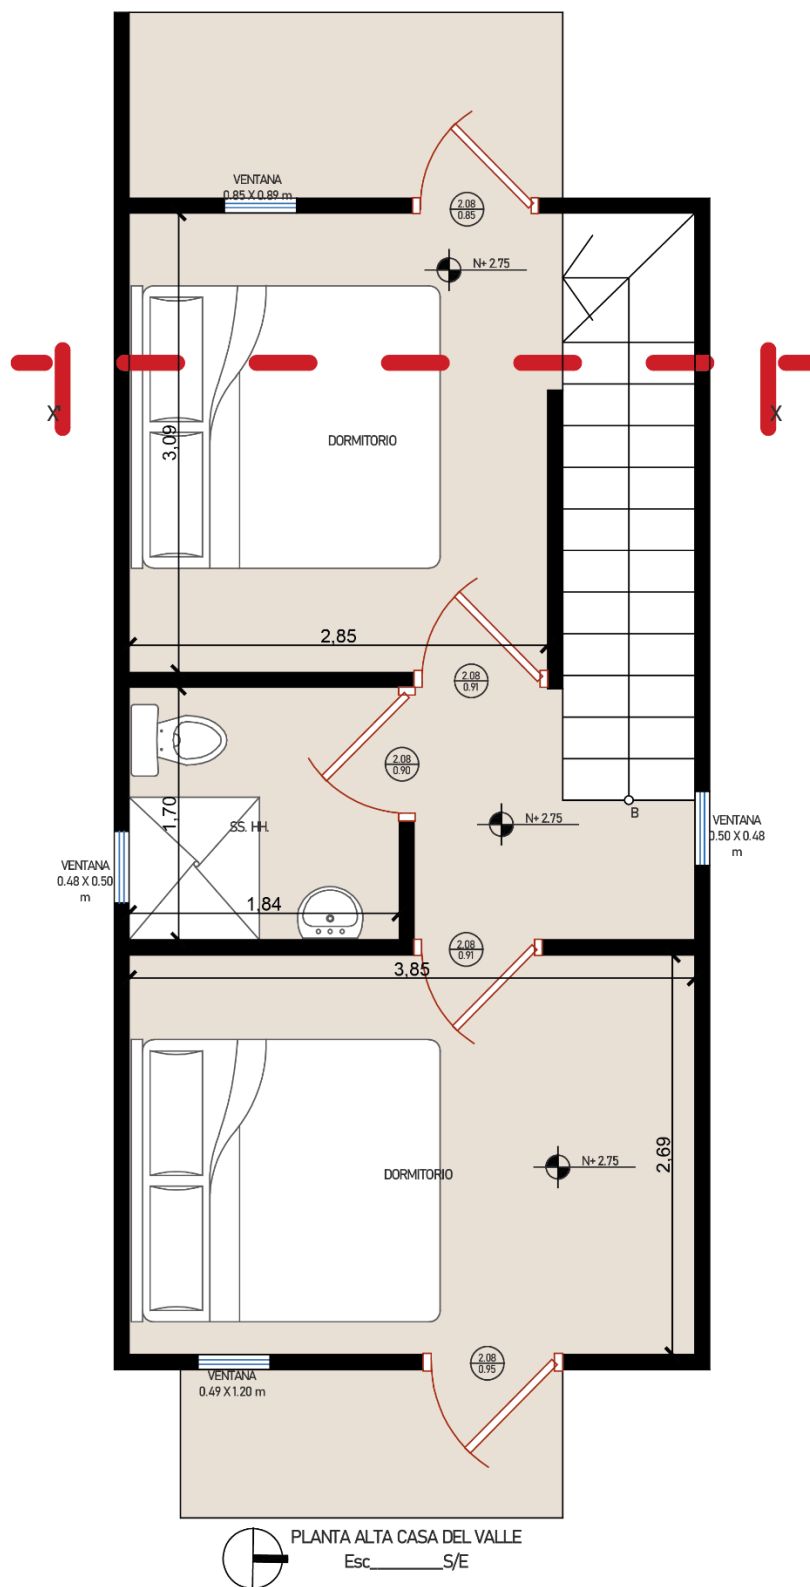 VENTANA
0.85 X 0.89 m
2.08
0.85
N+ 2.75
X'
X
3,09
DORMITORIO
2,85
2.08
0.91
2.08
0.90
1,70
SS. HH.
N+ 2.75
B
VENTANA
0.50 X 0.48
m
VENTANA
0.48 X 0.50
m
1,84
2.08
0.91
3,85
2,69
N+ 2.75
DORMITORIO
2.08
0.95
VENTANA
0.49 X 1.20 m
PLANTA ALTA CASA DEL VALLE
Esc_________S/E